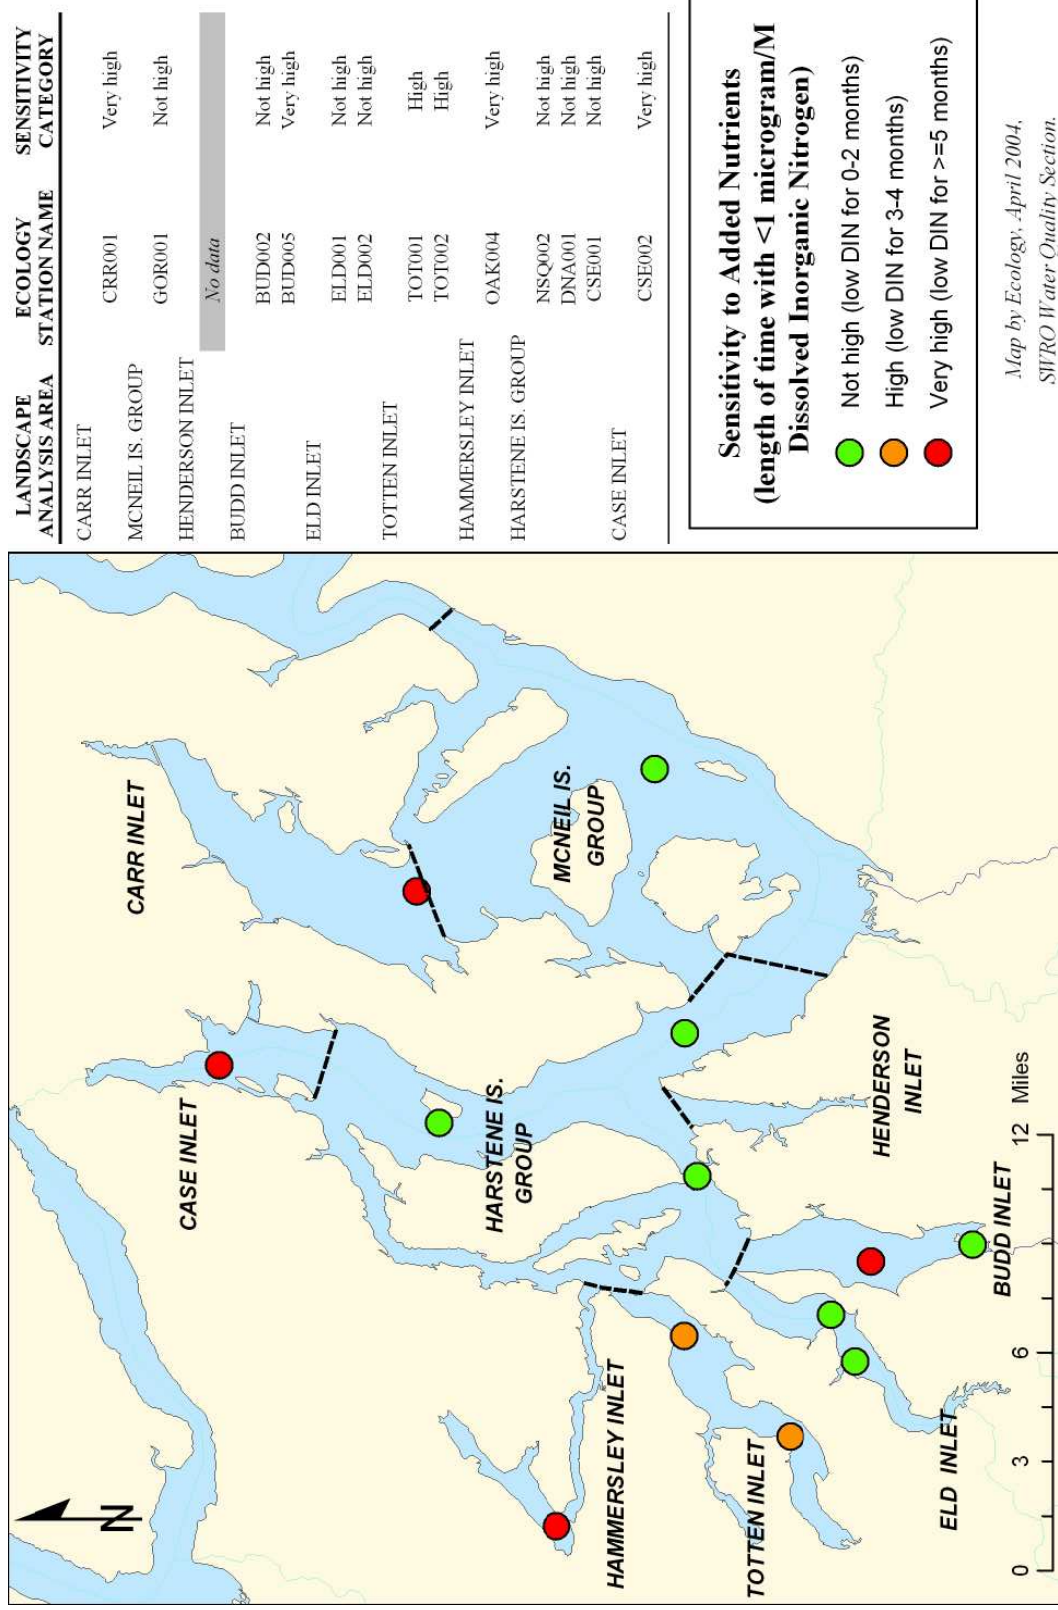 LANDSCAPE ANALYSIS AREA
ECOLOGY STATION NAME
SENSITIVITY CATEGORY
CARR INLET
CRR001 Very high
MCNEIL IS. GROUP
GOR001 Not high
HENDERSON INLET
No data
BUDD INLET
BUD002 Not high
BUD005 Very high
ELD INLET
ELD001 Not high
ELD002 Not high
TOTTEN INLET
TOT001 High
TOT002 High
HAMMERSLEY INLET
OAK004 Very high
HARSTENE IS. GROUP
NSQ002 Not high
DNA001 Not high
CSE001 Not high
CASE INLET
CSE002 Very high
Sensitivity to Added Nutrients
(length of time with <1 microgram/M
Dissolved Inorganic Nitrogen)
Not high (low DIN for 0-2 months)
High (low DIN for 3-4 months)
Very high (low DIN for >=5 months)
Map by Ecology, April 2004,
SWRO Water Quality Section.
N
CARR INLET
CASE INLET
MCNEIL IS.
GROUP
HARSTENE IS.
GROUP
HAMMERSLEY INLET
TOTTEN INLET
HENDERSON
INLET
ELD INLET
BUDD INLET
0 3 6 12 Miles